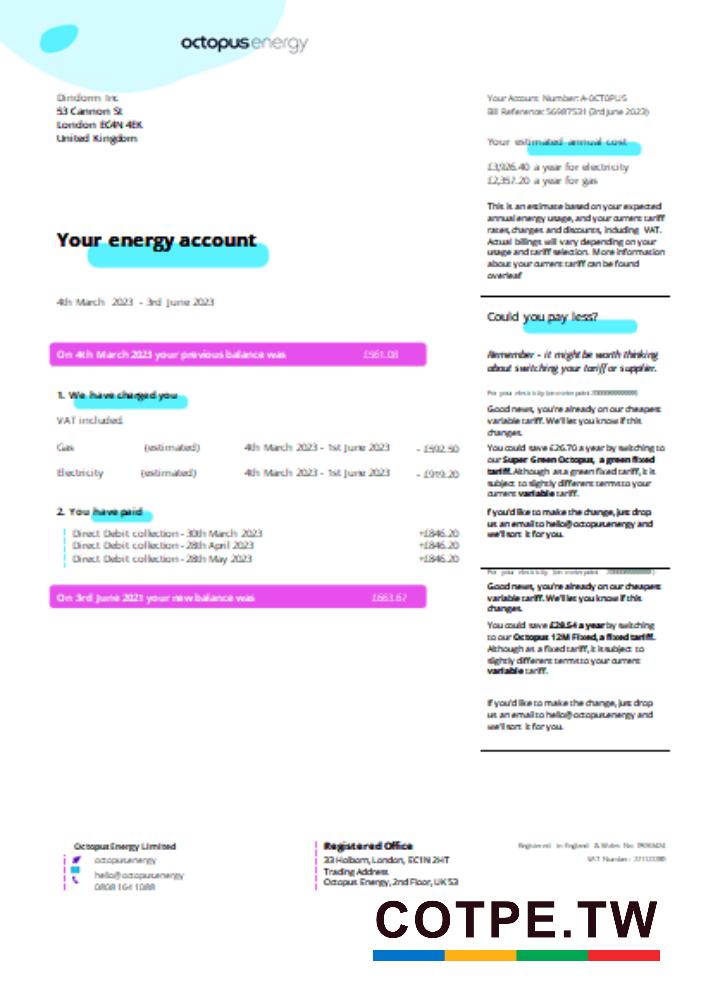 octopusenergy
Diridorm Inc
53 Cannon St
London EC4N 4EK
United Kingdom
Your Account Number: A-0CT0PUS
Bill Reference: 56987531 (3rd June 2023)
Your estimated annual cost
£3,926.40 a year for electricity
£2,357.20 a year for gas
This is an estimate based on your expected
annual energy usage, and your current tariff
rates, charges and discounts, including VAT.
Actual billings will vary depending on your
usage and tariff selection. More information
about your current tariff can be found
overleaf
Your energy account
4th March 2023 - 3rd June 2023
On 4th March 2023 your previous balance was £561.08
1. We have charged you
VAT included.
Gas (estimated) 4th March 2023 - 1st June 2023 - £592.50
Electricity (estimated) 4th March 2023 - 1st June 2023 - £919.20
2. You have paid
Direct Debit collection - 30th March 2023 +£846.20
Direct Debit collection - 28th April 2023 +£846.20
Direct Debit collection - 28th May 2023 +£846.20
On 3rd June 2021 your new balance was £663.67
Could you pay less?
Remember - it might be worth thinking
about switching your tariff or supplier.
For your electricity (on meterpoint
Good news, you're already on our cheapest
variable tariff. We'll let you know if this
changes.
You could save £26.70 a year by switching to
our Super Green Octopus, a green fixed
tariff. Although as a green fixed tariff, it is
subject to slightly different terms to your
current variable tariff.
If you'd like to make the change, just drop
us an email to hello@octopusenergy and
we'll sort it for you.
For your electricity (on meterpoint
Good news, you're already on our cheapest
variable tariff. We'll let you know if this
changes.
You could save £28.54 a year by switching
to our Octopus 12M Fixed, a fixed tariff.
Although as a fixed tariff, it is subject to
slightly different terms to your current
variable tariff.
If you'd like to make the change, just drop
us an email to hello@octopusenergy and
we'll sort it for you.
Octopus Energy Limited
octopusenergy
hello@octopusenergy
0808 164 1088
Registered Office
33 Holborn, London, EC1N 2HT
Trading Address
Octopus Energy, 2nd Floor, UK 53
Registered in England & Wales No.
VAT Number:
COTPE.TW